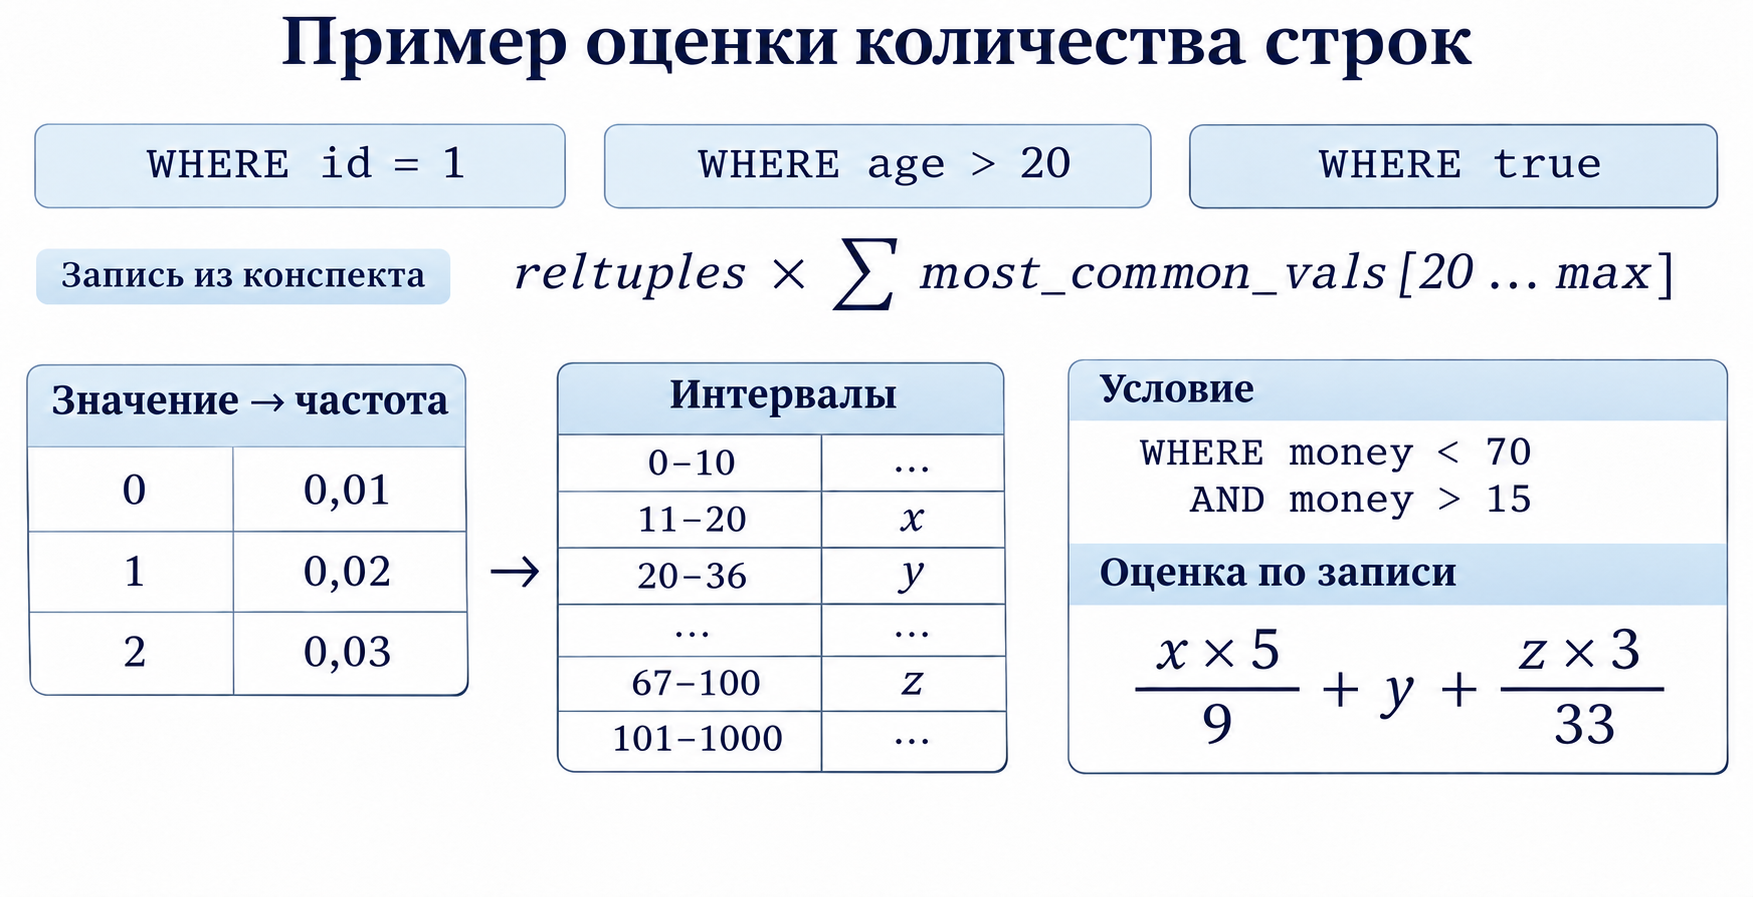 Пример оценки количества строк
WHERE id = 1
WHERE age > 20
WHERE true
Запись из конспекта
reltuples × ∑ most_common_vals[20 ... max]
Значение → частота
0 0,01
1 0,02
2 0,03
→
Интервалы
0–10 ...
11–20 x
20–36 y
... ...
67–100 z
101–1000 ...
Условие
WHERE money < 70
AND money > 15
Оценка по записи
x × 5 / 9 + y + z × 3 / 33